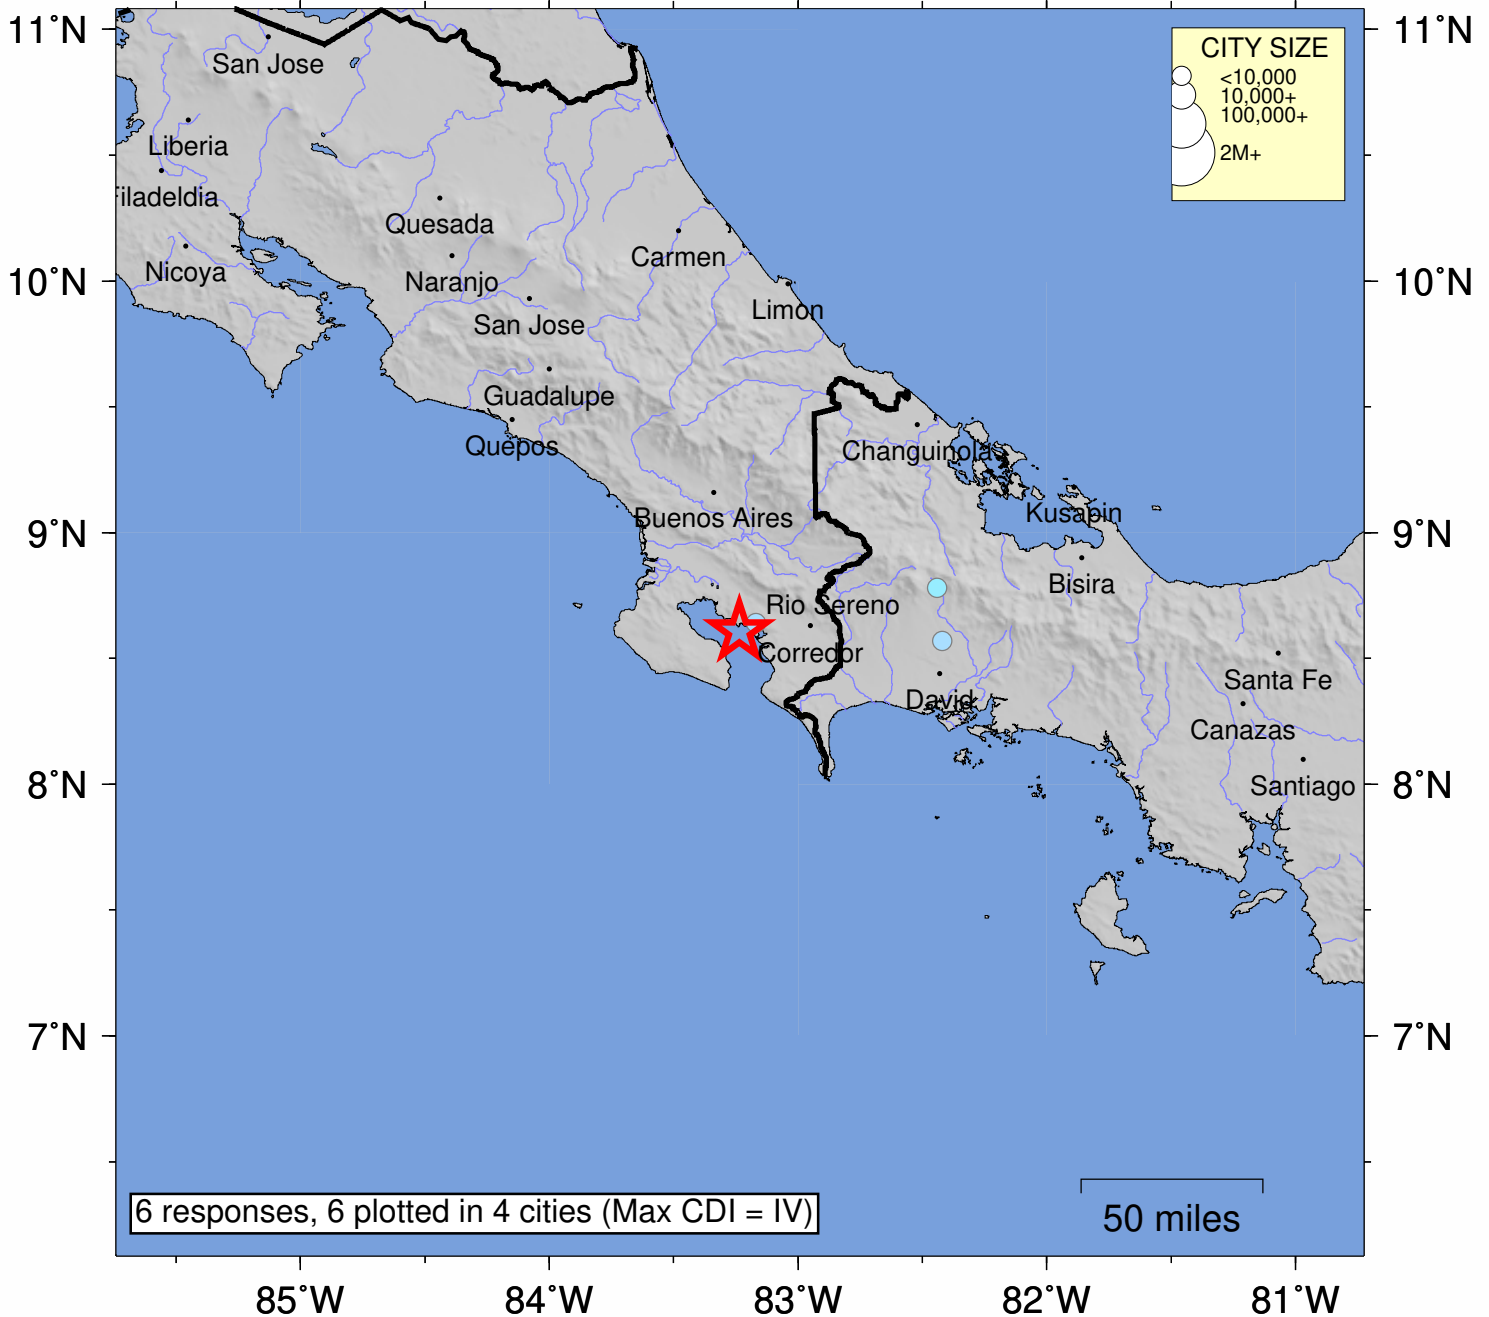 11°N
11°N
CITY SIZE
<10,000
10,000+
100,000+
2M+
San Jose
Liberia
Filadeldia
Quesada
Carmen
Nicoya
Naranjo
10°N
10°N
Limon
San Jose
Guadalupe
Quepos
Changuinola
Buenos Aires
Kusapin
9°N
9°N
Bisira
Rio Sereno
Corredor
Santa Fe
David
Canazas
8°N
8°N
Santiago
7°N
7°N
6 responses, 6 plotted in 4 cities (Max CDI = IV)
50 miles
85°W
84°W
83°W
82°W
81°W